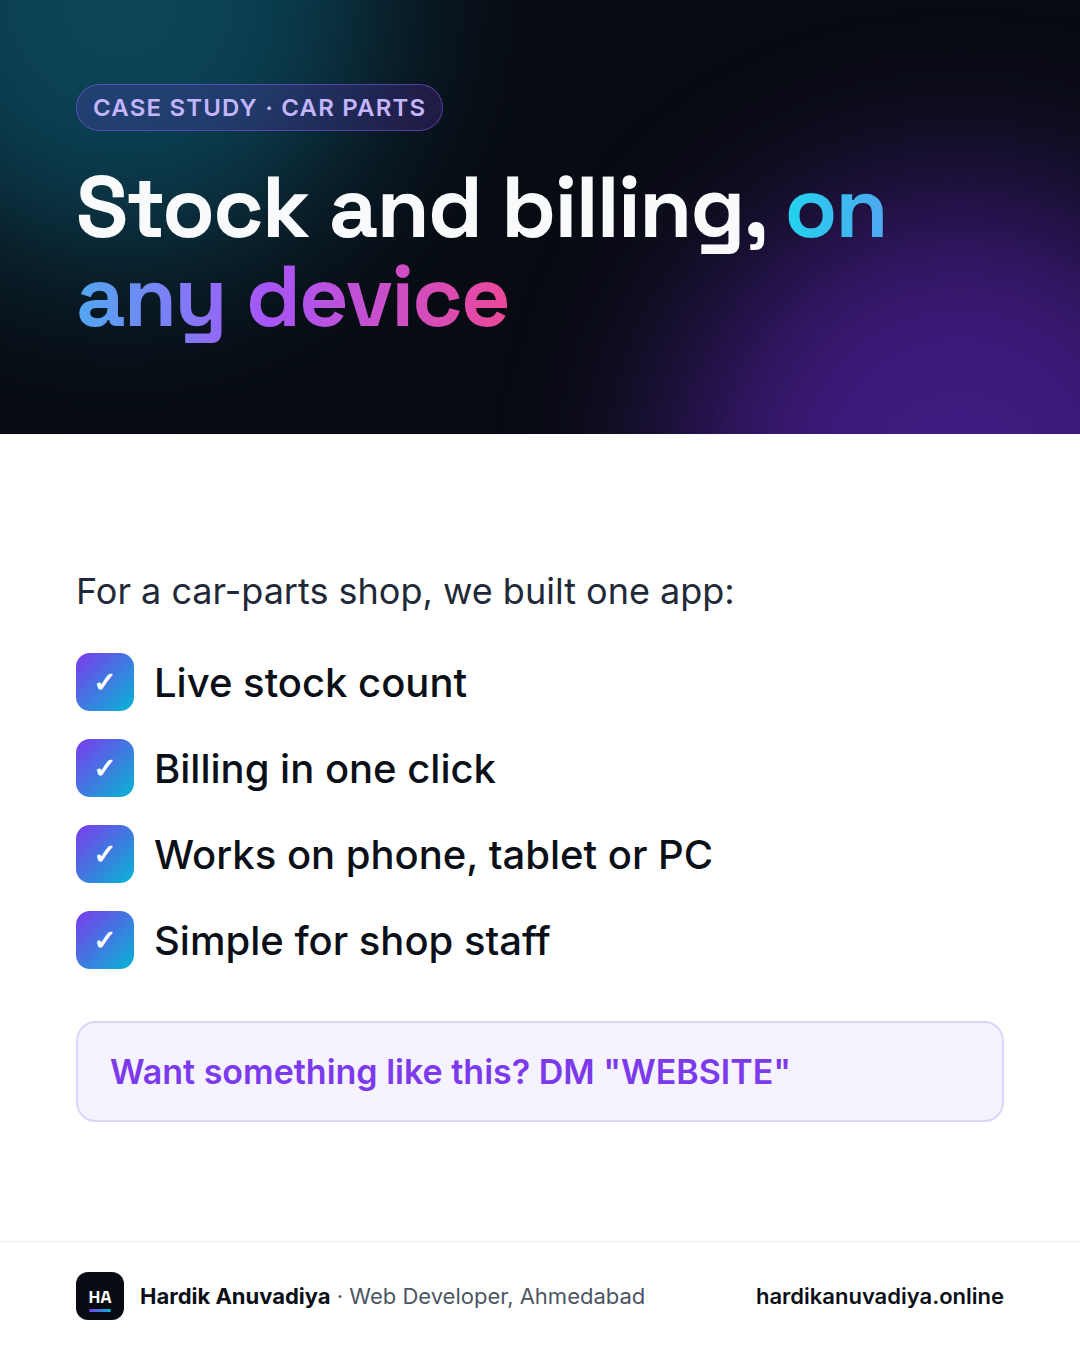 CASE STUDY · CAR PARTS
Stock and billing, on
any device
For a car-parts shop, we built one app:
✓ Live stock count
✓ Billing in one click
✓ Works on phone, tablet or PC
✓ Simple for shop staff
Want something like this? DM "WEBSITE"
HA Hardik Anuvadiya · Web Developer, Ahmedabad hardikanuvadiya.online